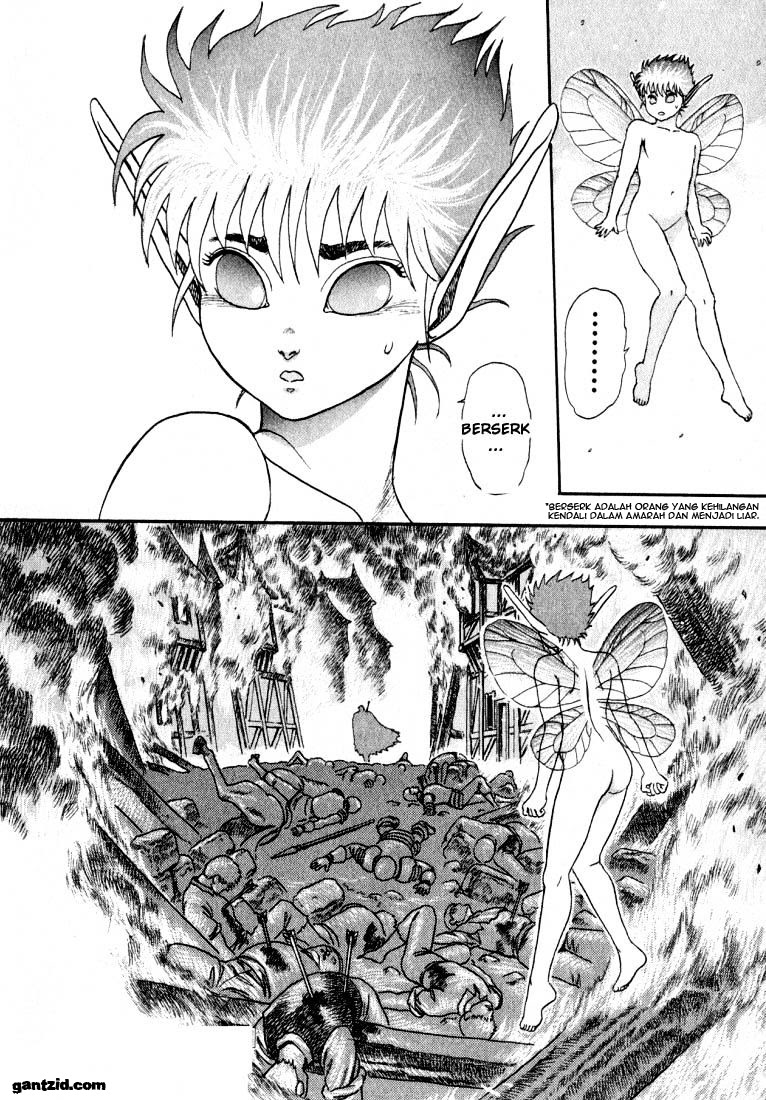 ...
BERSERK
...
.........
*BERSERK ADALAH ORANG YANG KEHILANGAN
KENDALI DALAM AMARAH DAN MENJADI LIAR.
gantzid.com